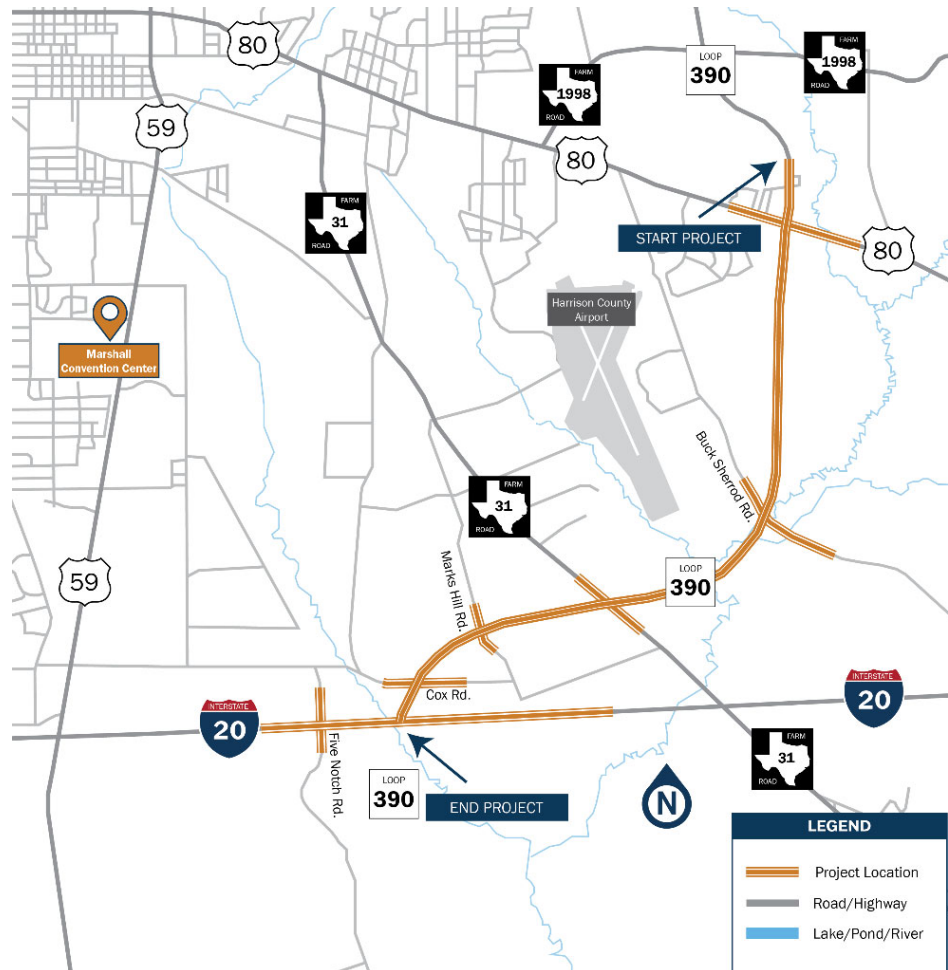 80
LOOP
390
FARM
1998
ROAD
FARM
1998
ROAD
59
80
FARM
31
ROAD
START PROJECT
80
Harrison County
Airport
Marshall
Convention Center
Buck Sherrod Rd.
FARM
31
ROAD
Marks Hill Rd.
59
LOOP
390
Cox Rd.
INTERSTATE
20
INTERSTATE
20
Five Notch Rd.
FARM
31
ROAD
LOOP
390
END PROJECT
N
LEGEND
Project Location
Road/Highway
Lake/Pond/River